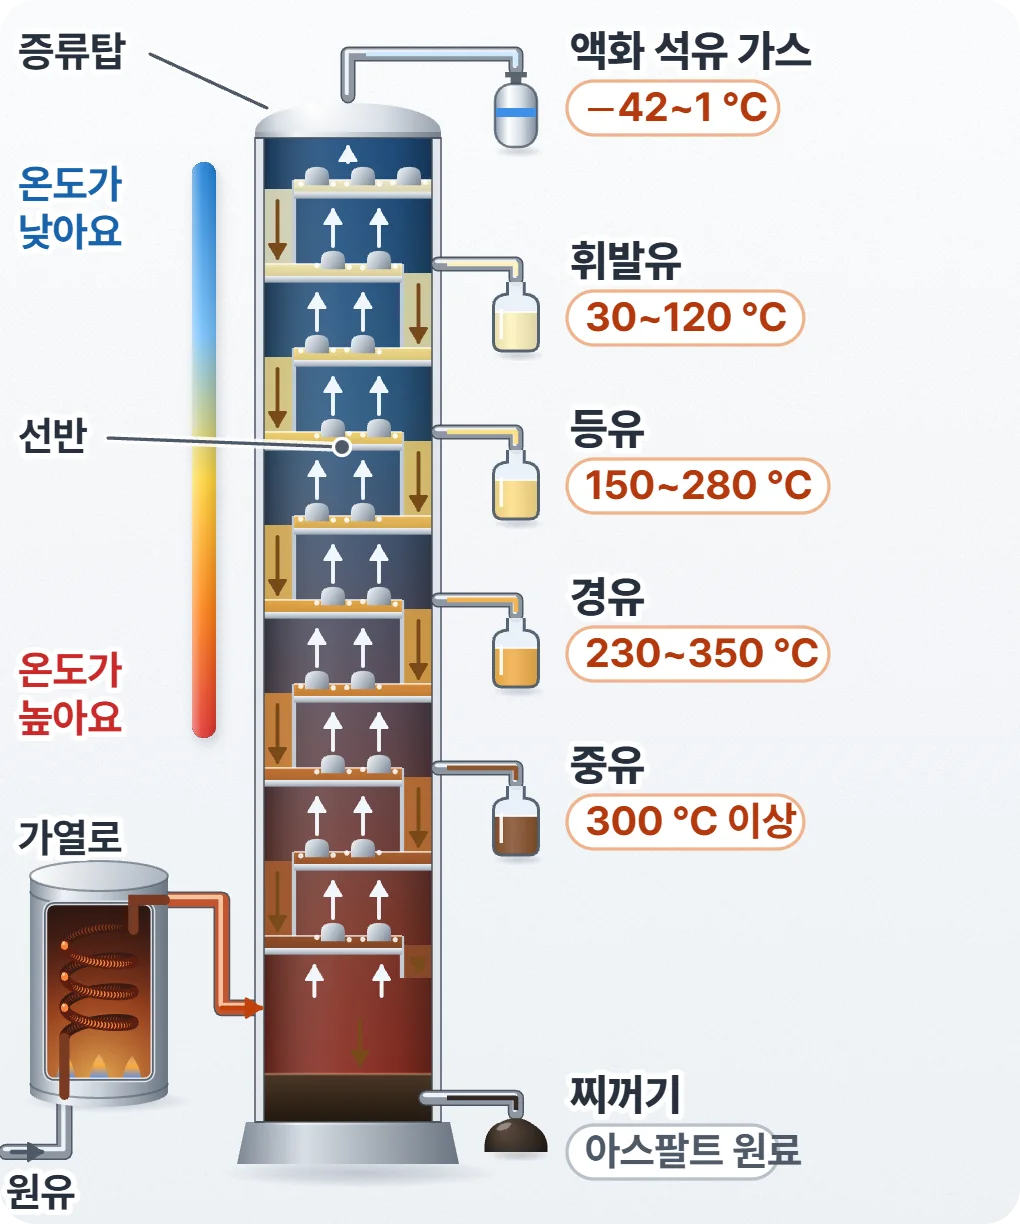 증류탑
액화 석유 가스
−42~1 °C
온도가
낮아요
휘발유
30~120 °C
선반
등유
150~280 °C
경유
230~350 °C
온도가
높아요
중유
300 °C 이상
가열로
찌꺼기
아스팔트 원료
원유